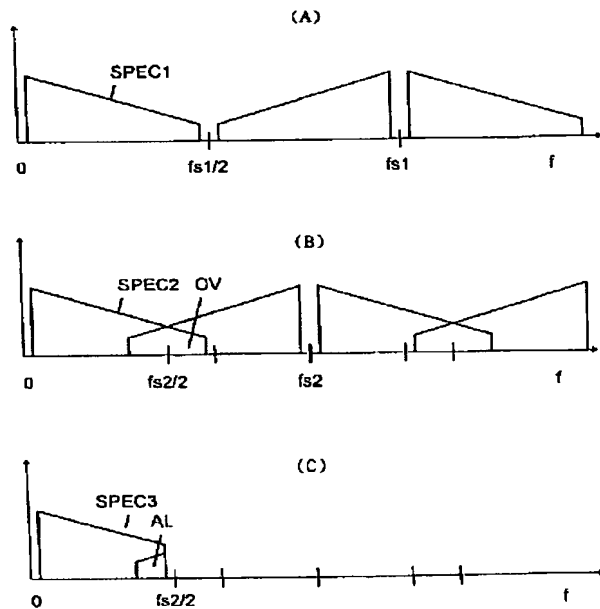 (A)
SPEC1
0 fs1/2 fs1 f
(B)
SPEC2 OV
0 fs2/2 fs2 f
(C)
SPEC3
AL
0 fs2/2 f